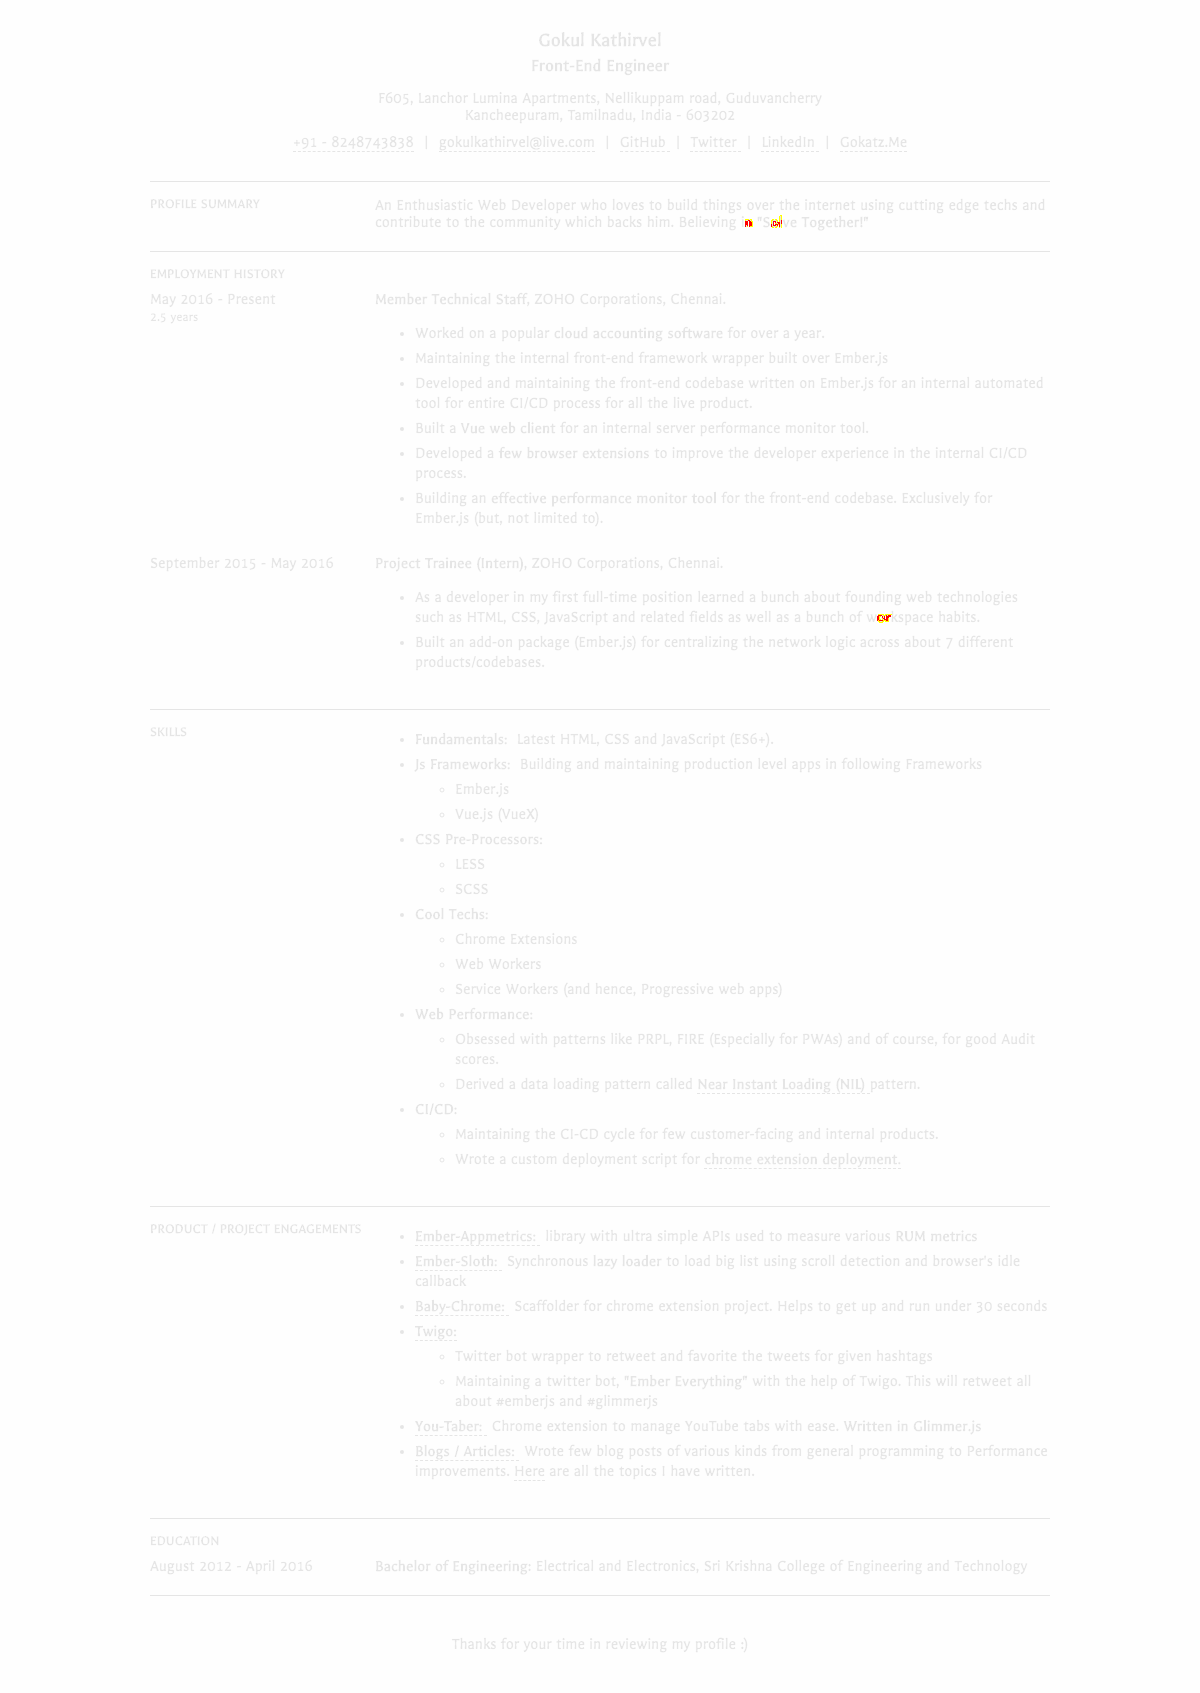 Gokul Kathirvel
Front-End Engineer
F605, Lanchor Lumina Apartments, Nellikuppam road, Guduvancherry
Kancheepuram, Tamilnadu, India - 603202
+91 - 8248743838 | gokulkathirvel@live.com | GitHub | Twitter | LinkedIn | Gokatz.Me
PROFILE SUMMARY
An Enthusiastic Web Developer who loves to build things over the internet using cutting edge techs and
contribute to the community which backs him. Believing in "Solve Together!"
EMPLOYMENT HISTORY
May 2016 - Present
2.5 years
Member Technical Staff, ZOHO Corporations, Chennai.
• Worked on a popular cloud accounting software for over a year.
• Maintaining the internal front-end framework wrapper built over Ember.js
• Developed and maintaining the front-end codebase written on Ember.js for an internal automated
tool for entire CI/CD process for all the live product.
• Built a Vue web client for an internal server performance monitor tool.
• Developed a few browser extensions to improve the developer experience in the internal CI/CD
process.
• Building an effective performance monitor tool for the front-end codebase. Exclusively for
Ember.js (but, not limited to).
September 2015 - May 2016
Project Trainee (Intern), ZOHO Corporations, Chennai.
• As a developer in my first full-time position learned a bunch about founding web technologies
such as HTML, CSS, JavaScript and related fields as well as a bunch of workspace habits.
• Built an add-on package (Ember.js) for centralizing the network logic across about 7 different
products/codebases.
SKILLS
• Fundamentals: Latest HTML, CSS and JavaScript (ES6+).
• Js Frameworks: Building and maintaining production level apps in following Frameworks
◦ Ember.js
◦ Vue.js (VueX)
• CSS Pre-Processors:
◦ LESS
◦ SCSS
• Cool Techs:
◦ Chrome Extensions
◦ Web Workers
◦ Service Workers (and hence, Progressive web apps)
• Web Performance:
◦ Obsessed with patterns like PRPL, FIRE (Especially for PWAs) and of course, for good Audit
scores.
◦ Derived a data loading pattern called Near Instant Loading (NIL) pattern.
• CI/CD:
◦ Maintaining the CI-CD cycle for few customer-facing and internal products.
◦ Wrote a custom deployment script for chrome extension deployment.
PRODUCT / PROJECT ENGAGEMENTS
• Ember-Appmetrics: library with ultra simple APIs used to measure various RUM metrics
• Ember-Sloth: Synchronous lazy loader to load big list using scroll detection and browser's idle
callback
• Baby-Chrome: Scaffolder for chrome extension project. Helps to get up and run under 30 seconds
• Twigo:
◦ Twitter bot wrapper to retweet and favorite the tweets for given hashtags
◦ Maintaining a twitter bot, "Ember Everything" with the help of Twigo. This will retweet all
about #emberjs and #glimmerjs
• You-Taber: Chrome extension to manage YouTube tabs with ease. Written in Glimmer.js
• Blogs / Articles: Wrote few blog posts of various kinds from general programming to Performance
improvements. Here are all the topics I have written.
EDUCATION
August 2012 - April 2016
Bachelor of Engineering: Electrical and Electronics, Sri Krishna College of Engineering and Technology
Thanks for your time in reviewing my profile :)